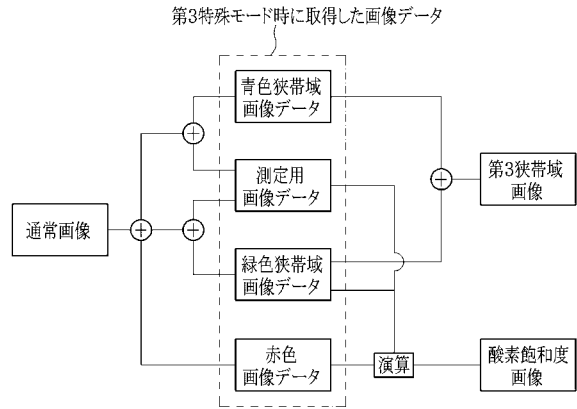 第3特殊モード時に取得した画像データ
青色狭帯域
画像データ
測定用
画像データ
第3狭帯域
画像
通常画像
緑色狭帯域
画像データ
赤色
画像データ
演算
酸素飽和度
画像